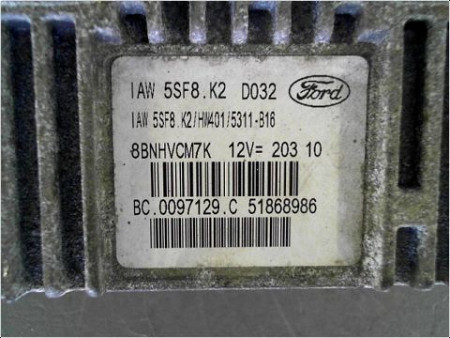 IAW 5SF8.K2 D032 Ford
IAW 5SF8.K2/HW401/5311-B16
8BNHVCM7K 12V= 203 10
BC.0097129.C 51868986